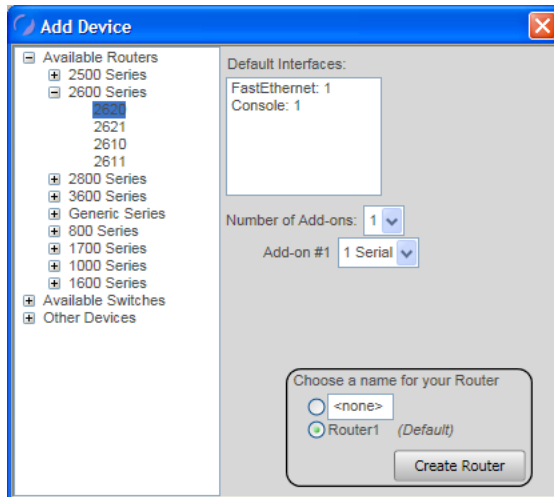 Add Device
Available Routers
2500 Series
2600 Series
2620
2621
2610
2611
2800 Series
3600 Series
Generic Series
800 Series
1700 Series
1000 Series
1600 Series
Available Switches
Other Devices
Default Interfaces:
FastEthernet: 1
Console: 1
Number of Add-ons: 1
Add-on #1 1 Serial
Choose a name for your Router
<none>
Router1 (Default)
Create Router